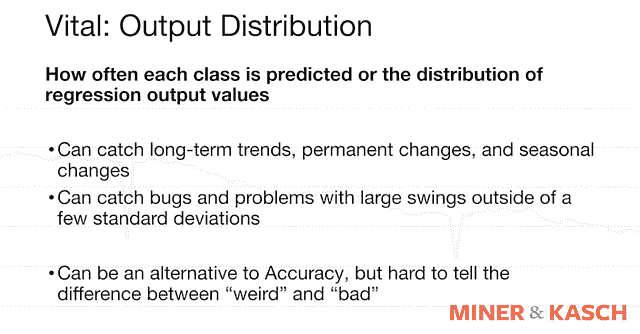 Vital: Output Distribution
How often each class is predicted or the distribution of
regression output values
•Can catch long-term trends, permanent changes, and seasonal
changes
•Can catch bugs and problems with large swings outside of a
few standard deviations
•Can be an alternative to Accuracy, but hard to tell the
difference between “weird” and “bad”
MINER & KASCH